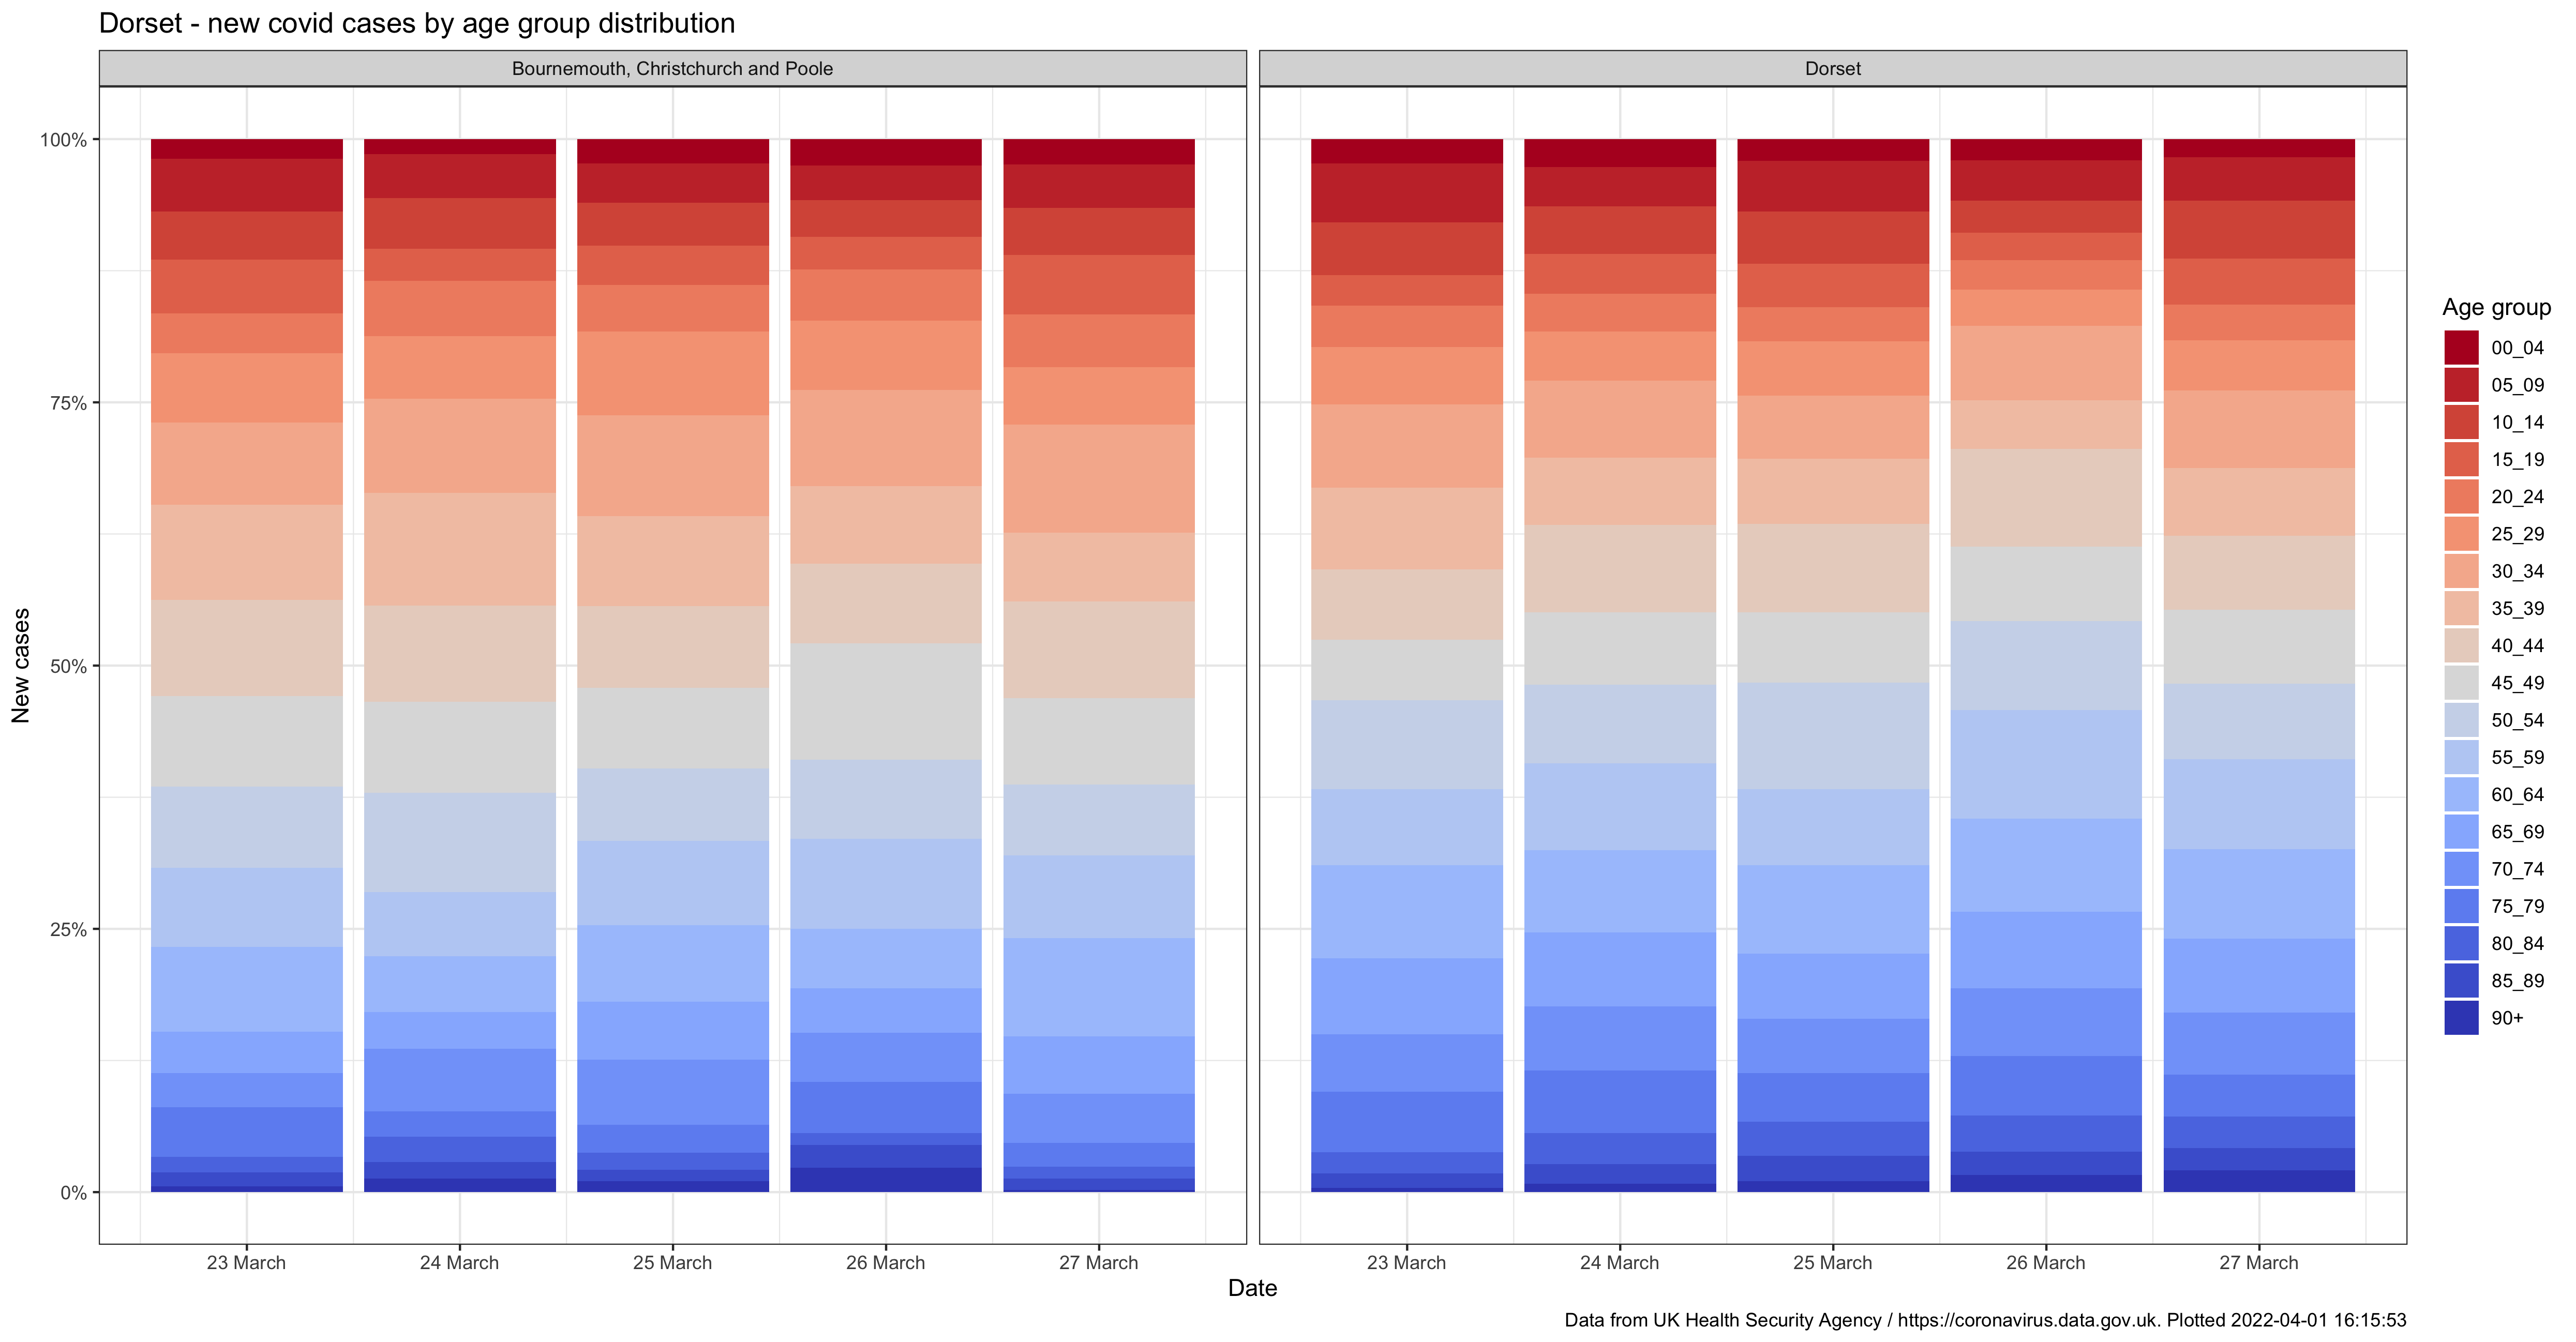 Dorset - new covid cases by age group distribution
Bournemouth, Christchurch and Poole
Dorset
100%
75%
50%
25%
0%
New cases
23 March
24 March
25 March
26 March
27 March
23 March
24 March
25 March
26 March
27 March
Date
Age group
00_04
05_09
10_14
15_19
20_24
25_29
30_34
35_39
40_44
45_49
50_54
55_59
60_64
65_69
70_74
75_79
80_84
85_89
90+
Data from UK Health Security Agency / https://coronavirus.data.gov.uk. Plotted 2022-04-01 16:15:53